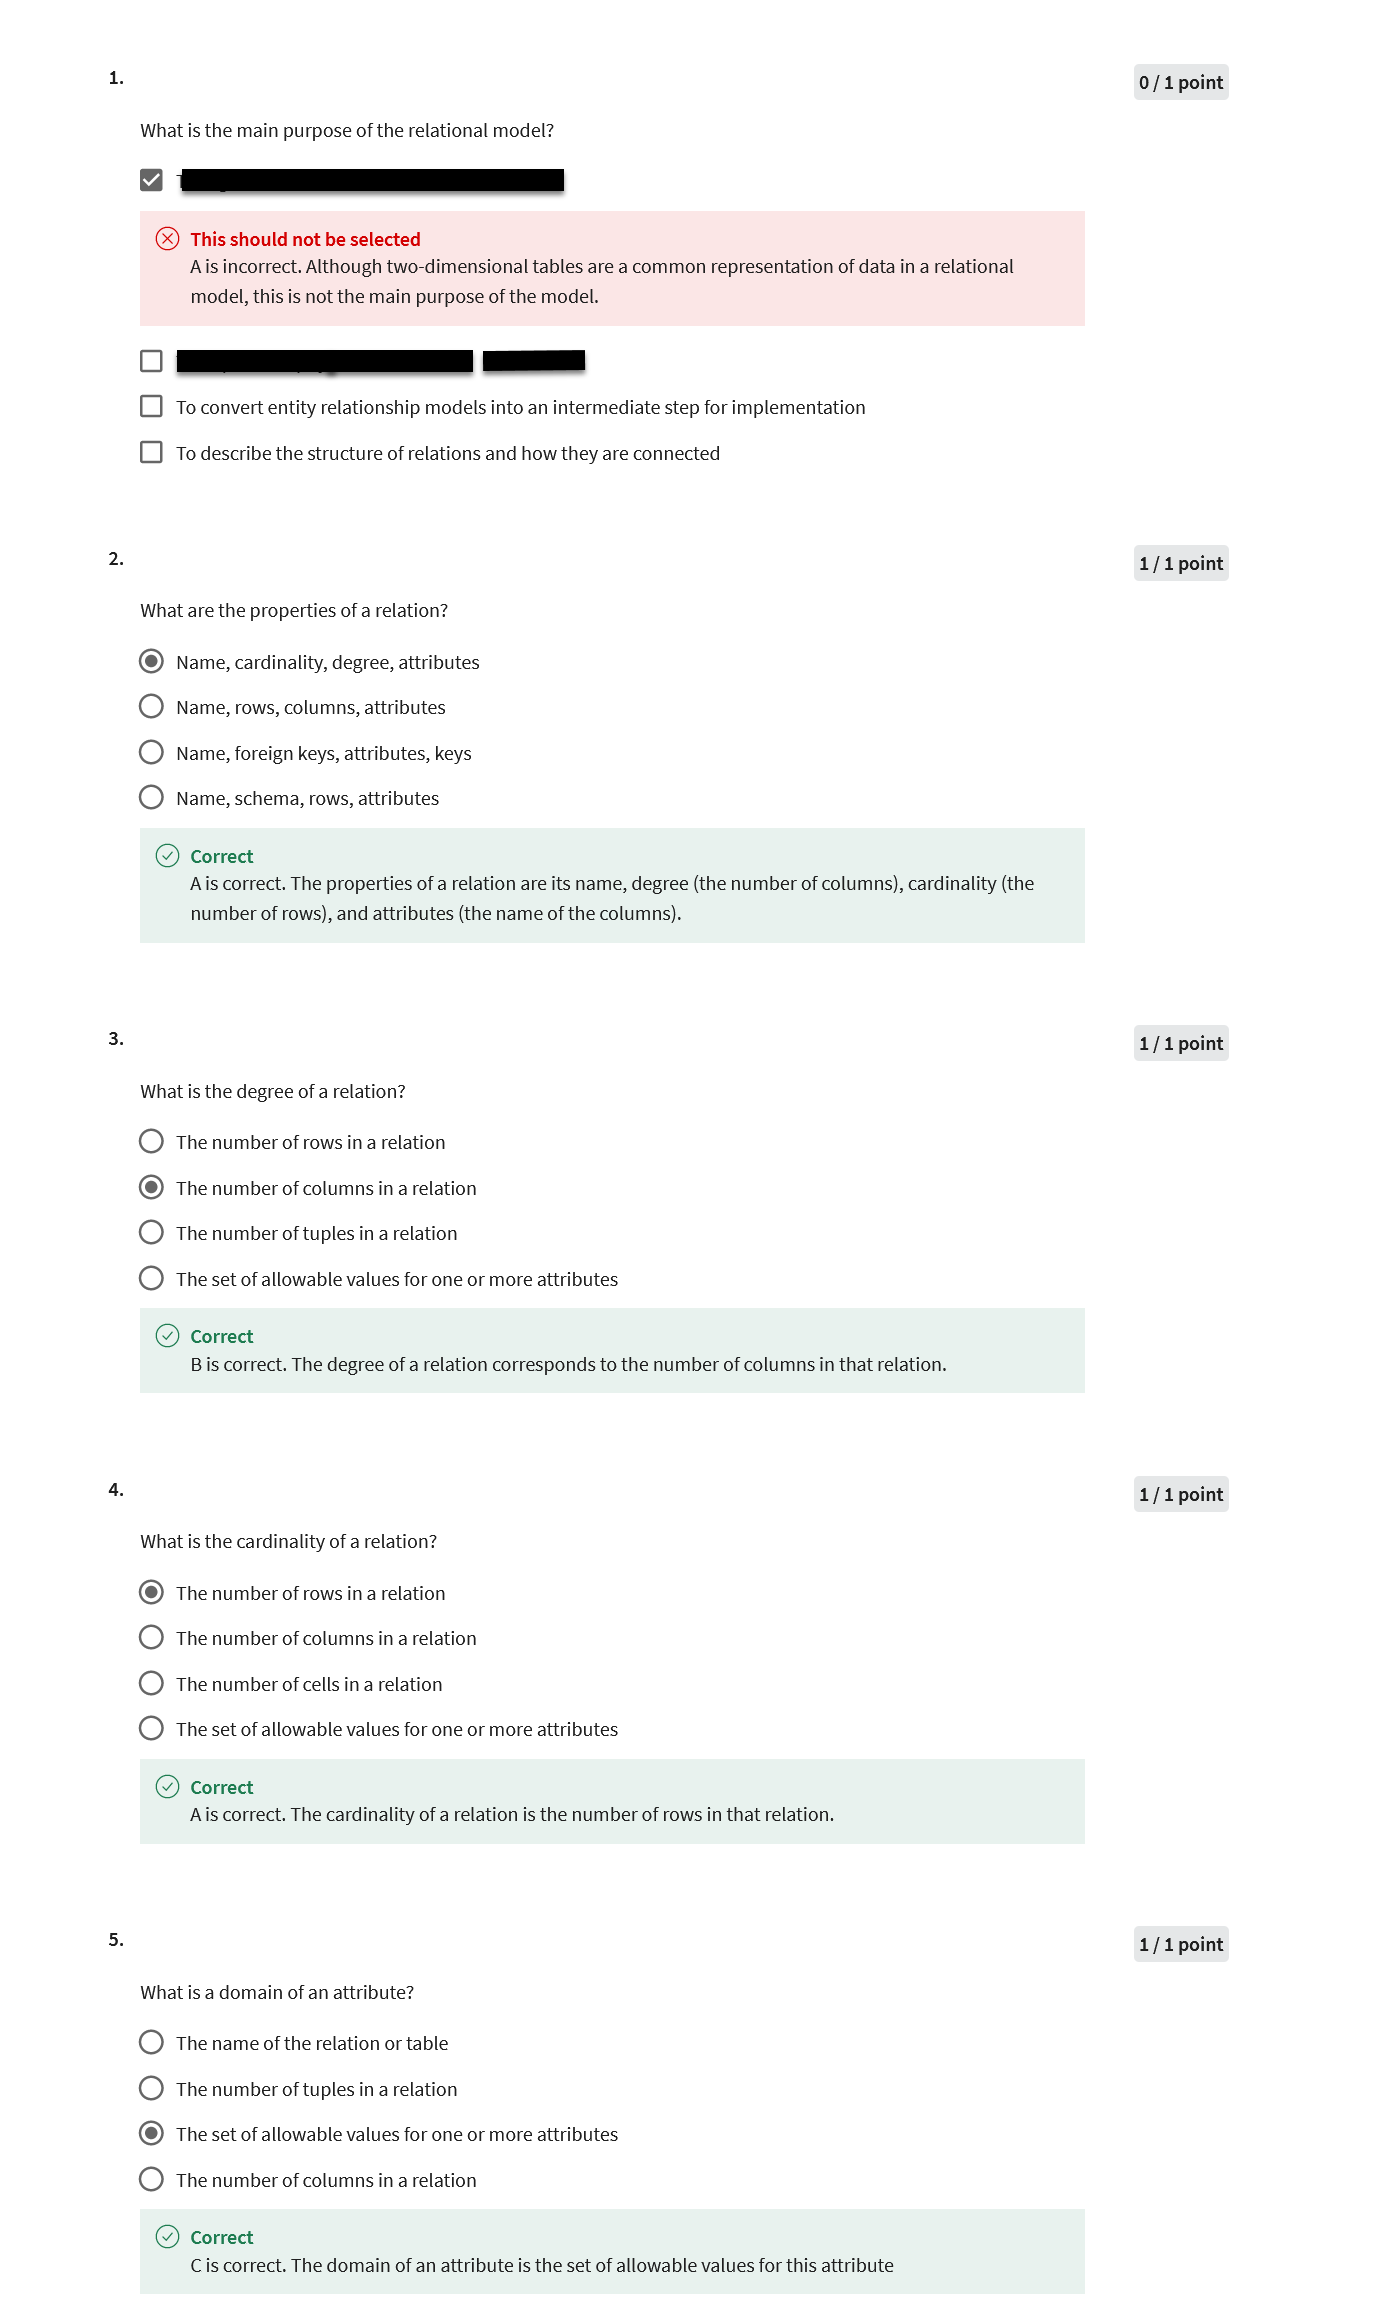 1.
0 / 1 point
What is the main purpose of the relational model?
This should not be selected
A is incorrect. Although two-dimensional tables are a common representation of data in a relational
model, this is not the main purpose of the model.
To convert entity relationship models into an intermediate step for implementation
To describe the structure of relations and how they are connected
2.
1 / 1 point
What are the properties of a relation?
Name, cardinality, degree, attributes
Name, rows, columns, attributes
Name, foreign keys, attributes, keys
Name, schema, rows, attributes
Correct
A is correct. The properties of a relation are its name, degree (the number of columns), cardinality (the
number of rows), and attributes (the name of the columns).
3.
1 / 1 point
What is the degree of a relation?
The number of rows in a relation
The number of columns in a relation
The number of tuples in a relation
The set of allowable values for one or more attributes
Correct
B is correct. The degree of a relation corresponds to the number of columns in that relation.
4.
1 / 1 point
What is the cardinality of a relation?
The number of rows in a relation
The number of columns in a relation
The number of cells in a relation
The set of allowable values for one or more attributes
Correct
A is correct. The cardinality of a relation is the number of rows in that relation.
5.
1 / 1 point
What is a domain of an attribute?
The name of the relation or table
The number of tuples in a relation
The set of allowable values for one or more attributes
The number of columns in a relation
Correct
C is correct. The domain of an attribute is the set of allowable values for this attribute